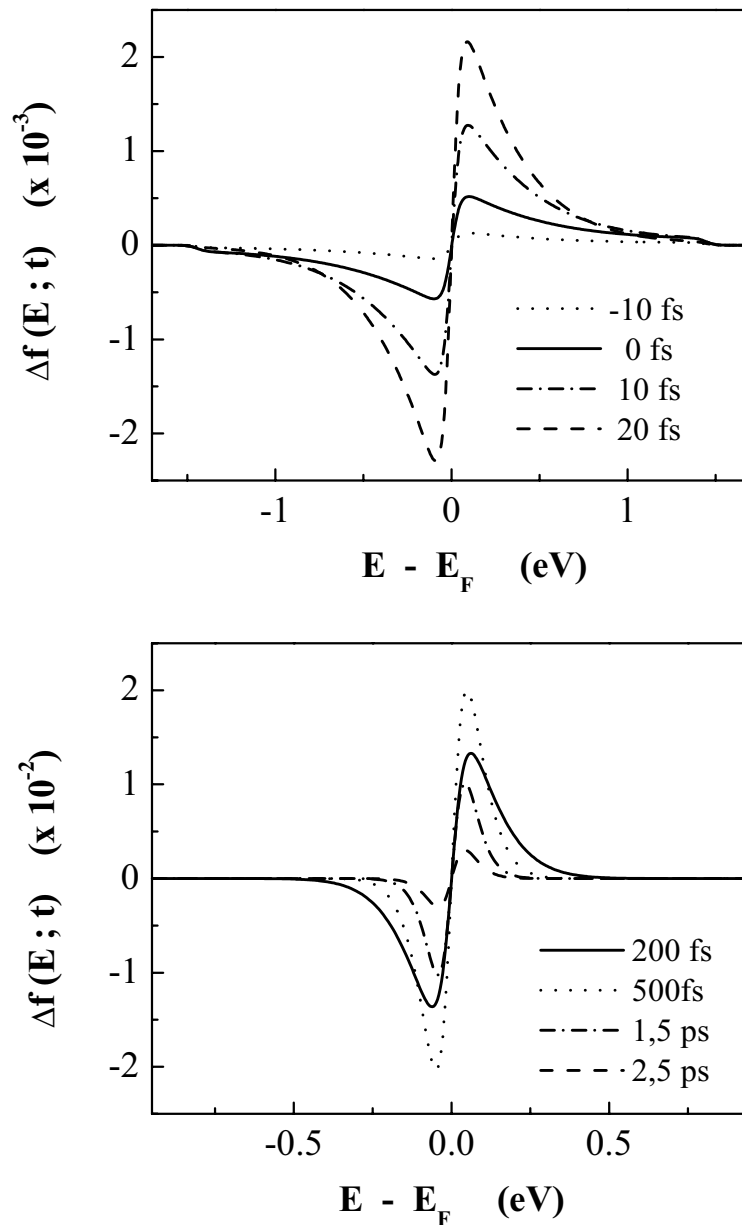 Δf (E ; t) (x 10⁻³)
2
1
0
-1
-2
-10 fs
0 fs
10 fs
20 fs
-1 0 1
E - E_F (eV)
Δf (E ; t) (x 10⁻²)
2
1
0
-1
-2
200 fs
500fs
1,5 ps
2,5 ps
-0.5 0.0 0.5
E - E_F (eV)